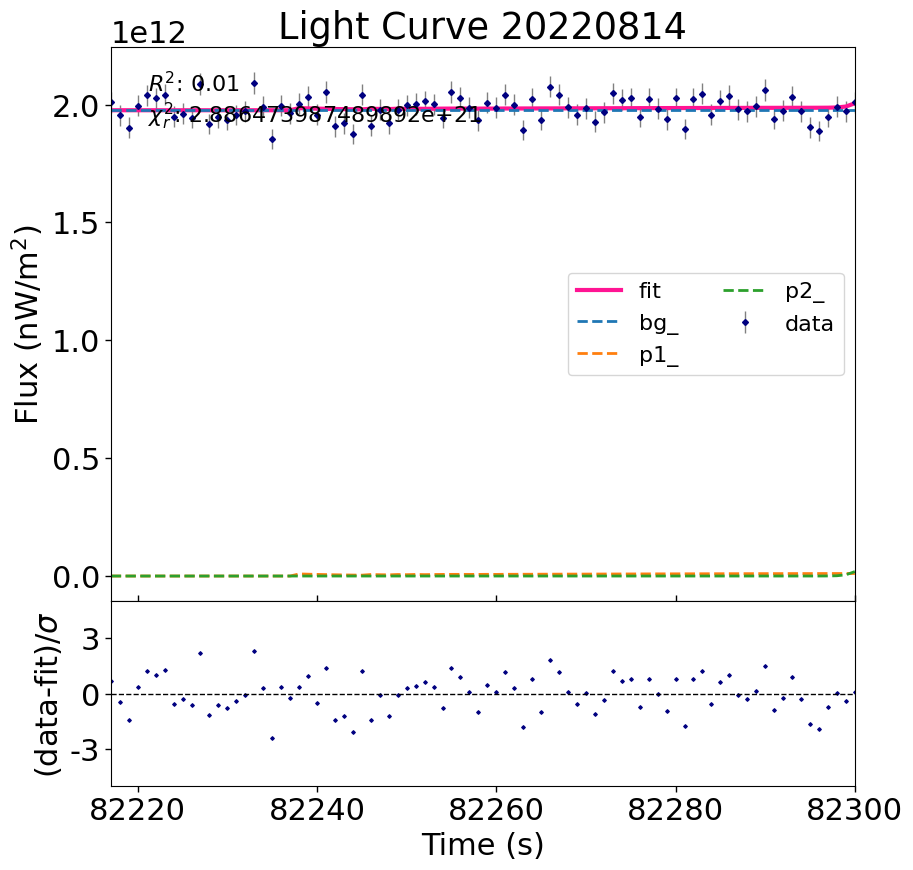 Light Curve 20220814
1e12
R²: 0.01
χ²ᵣ: 2.886473987489892e+21
2.0
1.5
1.0
0.5
0.0
Flux (nW/m²)
fit
bg_
p1_
p2_
data
3
0
-3
(data-fit)/σ
82220 82240 82260 82280 82300
Time (s)